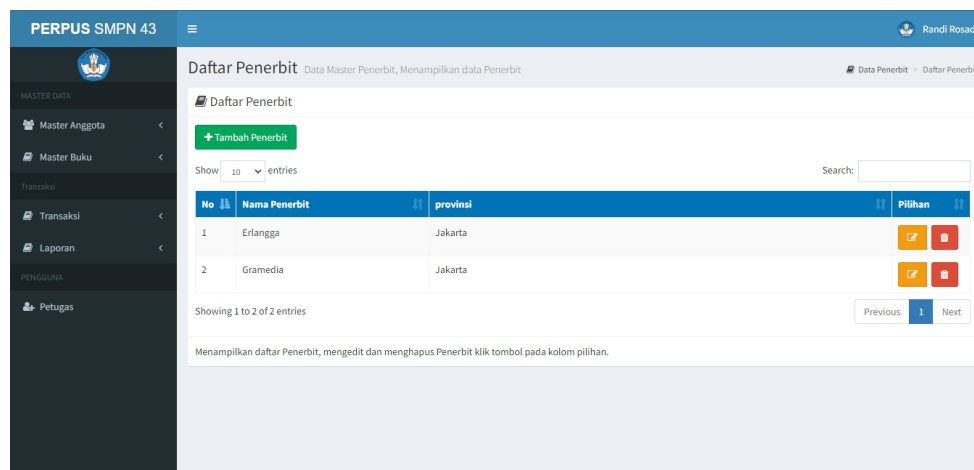 PERPUS SMPN 43
Randi Rosad
MASTER DATA
Master Anggota
Master Buku
Transaksi
Transaksi
Laporan
PENGGUNA
Petugas
Daftar Penerbit Data Master Penerbit, Menampilkan data Penerbit
Data Penerbit > Daftar Penerbi
Daftar Penerbit
+ Tambah Penerbit
Show 10 entries
Search:
No Nama Penerbit provinsi Pilihan
1 Erlangga Jakarta
2 Gramedia Jakarta
Showing 1 to 2 of 2 entries
Previous 1 Next
Menampilkan daftar Penerbit, mengedit dan menghapus Penerbit klik tombol pada kolom pilihan.